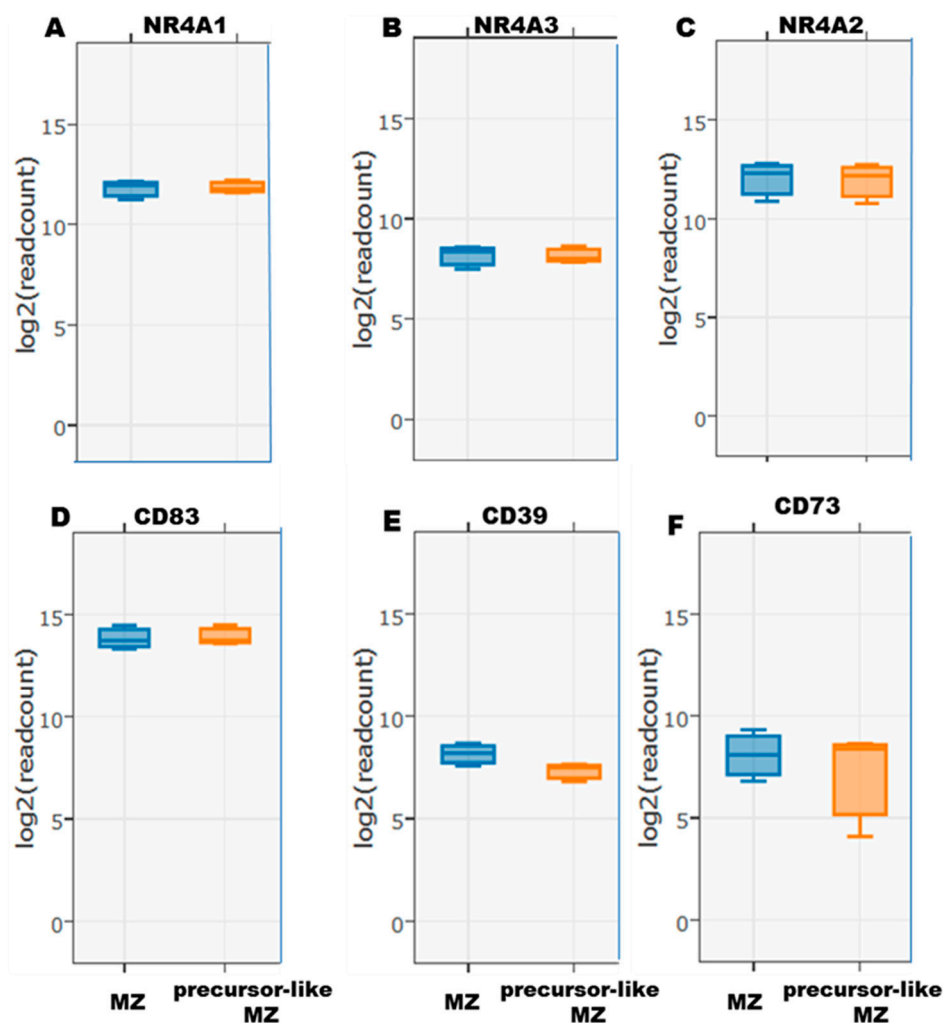 A NR4A1
B NR4A3
C NR4A2
log2(readcount)
15
10
5
0
log2(readcount)
15
10
5
0
log2(readcount)
15
10
5
0
D CD83
E CD39
F CD73
log2(readcount)
15
10
5
0
log2(readcount)
15
10
5
0
log2(readcount)
15
10
5
0
MZ
precursor-like
MZ
MZ
precursor-like
MZ
MZ
precursor-like
MZ